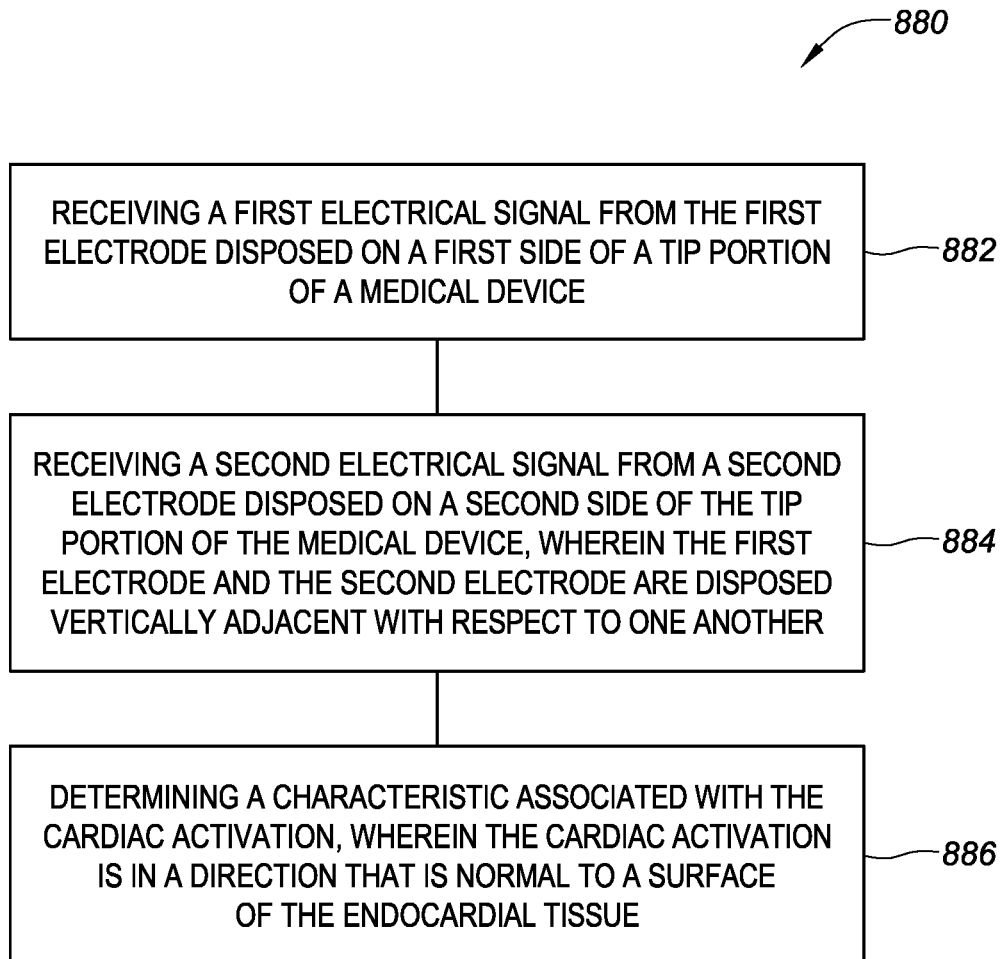 880
RECEIVING A FIRST ELECTRICAL SIGNAL FROM THE FIRST
ELECTRODE DISPOSED ON A FIRST SIDE OF A TIP PORTION
OF A MEDICAL DEVICE
882
RECEIVING A SECOND ELECTRICAL SIGNAL FROM A SECOND
ELECTRODE DISPOSED ON A SECOND SIDE OF THE TIP
PORTION OF THE MEDICAL DEVICE, WHEREIN THE FIRST
ELECTRODE AND THE SECOND ELECTRODE ARE DISPOSED
VERTICALLY ADJACENT WITH RESPECT TO ONE ANOTHER
884
DETERMINING A CHARACTERISTIC ASSOCIATED WITH THE
CARDIAC ACTIVATION, WHEREIN THE CARDIAC ACTIVATION
IS IN A DIRECTION THAT IS NORMAL TO A SURFACE
OF THE ENDOCARDIAL TISSUE
886